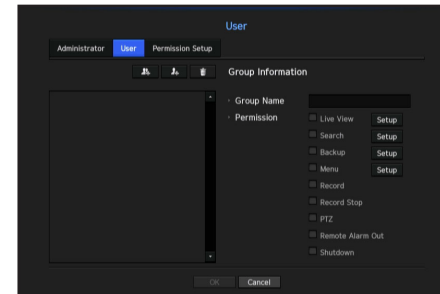 User
Administrator User Permission Setup
Group Information
Group Name
Permission
Live View Setup
Search Setup
Backup Setup
Menu Setup
Record
Record Stop
PTZ
Remote Alarm Out
Shutdown
OK Cancel